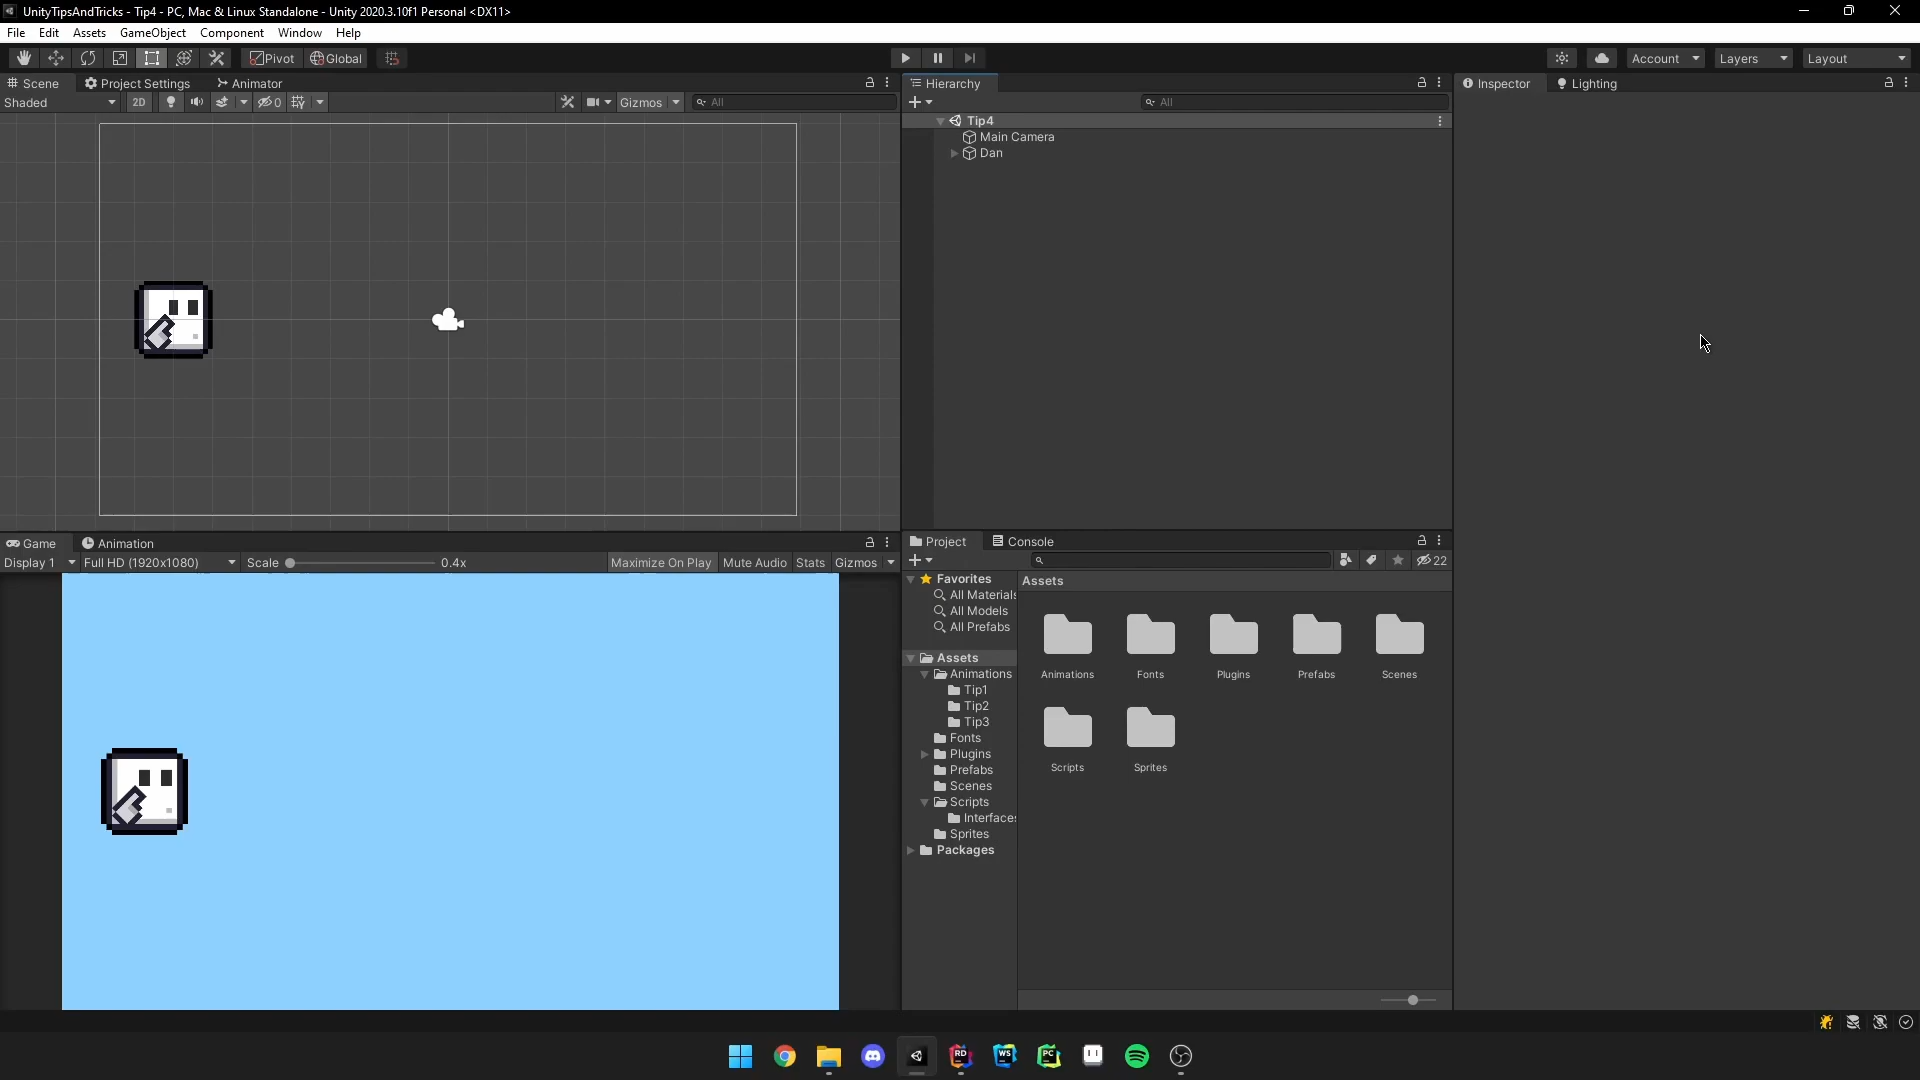 UnityTipsAndTricks - Tip4 - PC, Mac & Linux Standalone - Unity 2020.3.10f1 Personal <DX11>
File Edit Assets GameObject Component Window Help
Pivot Global Account Layers Layout
Scene Project Settings Animator
Shaded 2D 0 Gizmos All
Hierarchy
All
Tip4
Main Camera
Dan
Inspector Lighting
Game Animation
Display 1 Full HD (1920x1080) Scale 0.4x Maximize On Play Mute Audio Stats Gizmos
Project Console
22
Favorites
All Materials
All Models
All Prefabs
Assets
Animations
Tip1
Tip2
Tip3
Fonts
Plugins
Prefabs
Scenes
Scripts
Interfaces
Sprites
Packages
Assets
Animations Fonts Plugins Prefabs Scenes
Scripts Sprites
RD WS PC